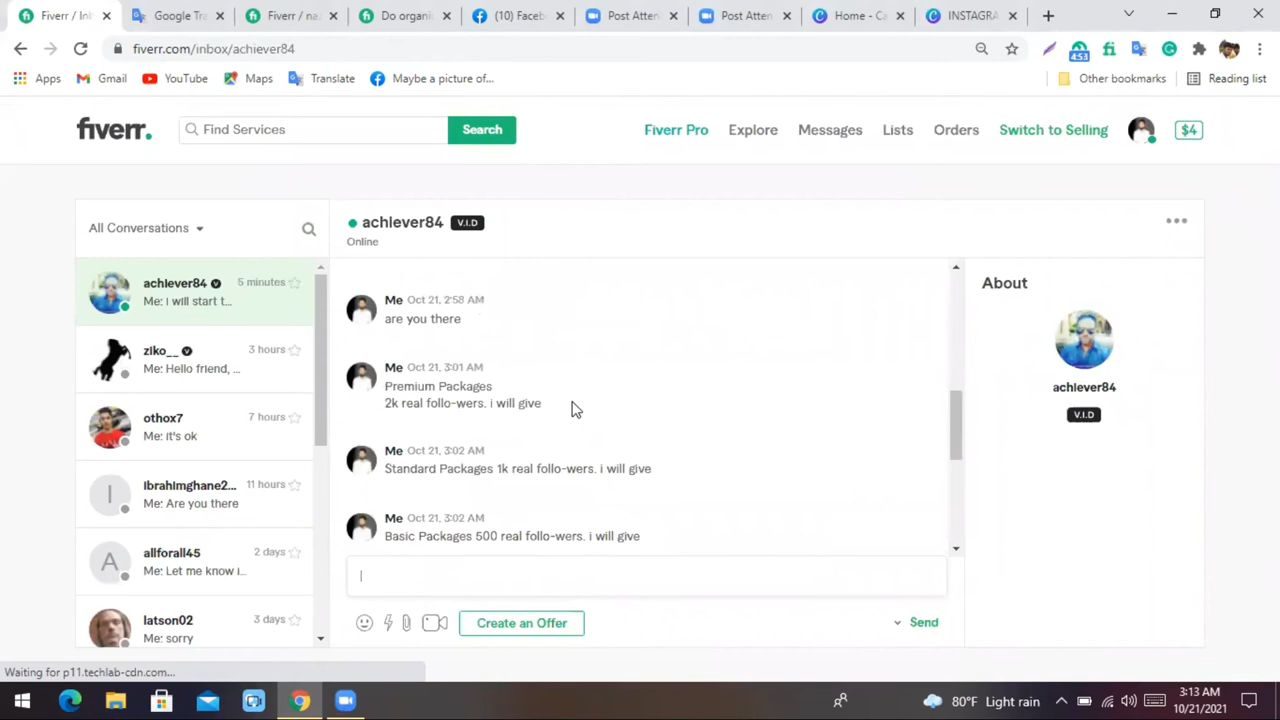 Fiverr / Inl
Google Tra
Fiverr / na
Do organi
(10) Faceb
Post Atten
Post Atten
Home - Ca
INSTAGRA
fiverr.com/inbox/achiever84
4:53
Apps
Gmail
YouTube
Maps
Translate
Maybe a picture of...
Other bookmarks
Reading list
fiverr.
Find Services
Search
Fiverr Pro
Explore
Messages
Lists
Orders
Switch to Selling
$4
All Conversations
achiever84
5 minutes
Me: i will start t...
ziko__
3 hours
Me: Hello friend, ...
othox7
7 hours
Me: it's ok
I
ibrahimghane2...
11 hours
Me: Are you there
A
allforall45
2 days
Me: Let me know i...
latson02
3 days
Me: sorry
achiever84 V.I.D
Online
Me Oct 21, 2:58 AM
are you there
Me Oct 21, 3:01 AM
Premium Packages
2k real follo-wers. i will give
Me Oct 21, 3:02 AM
Standard Packages 1k real follo-wers. i will give
Me Oct 21, 3:02 AM
Basic Packages 500 real follo-wers. i will give
Create an Offer
Send
About
achiever84
V.I.D
Waiting for p11.techlab-cdn.com...
80°F Light rain
3:13 AM
10/21/2021